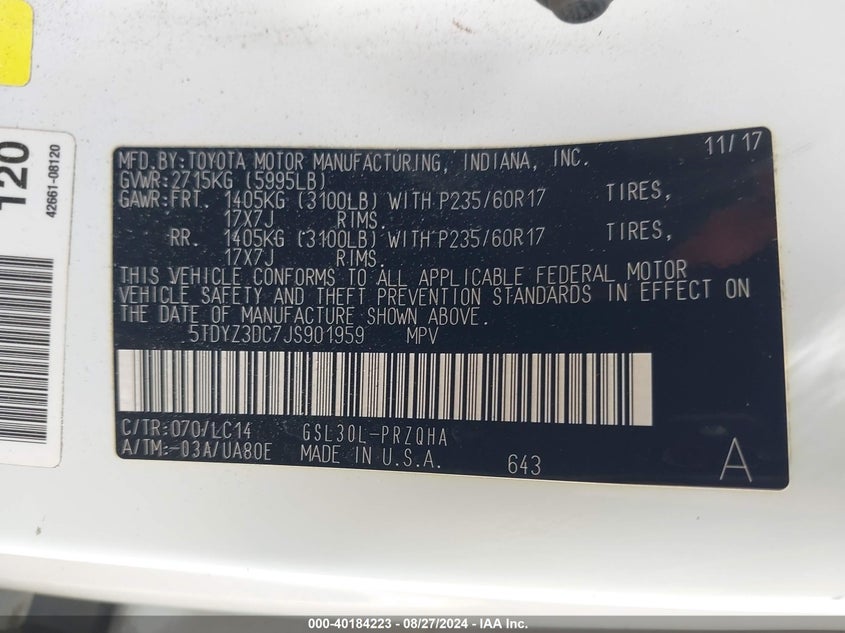 120
42661-08120
MFD.BY:TOYOTA MOTOR MANUFACTURING, INDIANA, INC. 11/17
GVWR:2715KG (5995LB)
GAWR:FRT. 1405KG (3100LB) WITH P235/60R17 TIRES,
17X7J RIMS.
RR. 1405KG (3100LB) WITH P235/60R17 TIRES,
17X7J RIMS.
THIS VEHICLE CONFORMS TO ALL APPLICABLE FEDERAL MOTOR
VEHICLE SAFETY AND THEFT PREVENTION STANDARDS IN EFFECT ON
THE DATE OF MANUFACTURE SHOWN ABOVE.
5TDYZ3DC7JS901959 MPV
C/TR:070/LC14 GSL30L-PRZQHA
A/TM:-03A/UA80E MADE IN U.S.A. 643 A
000-40184223 - 08/27/2024 - IAA Inc.